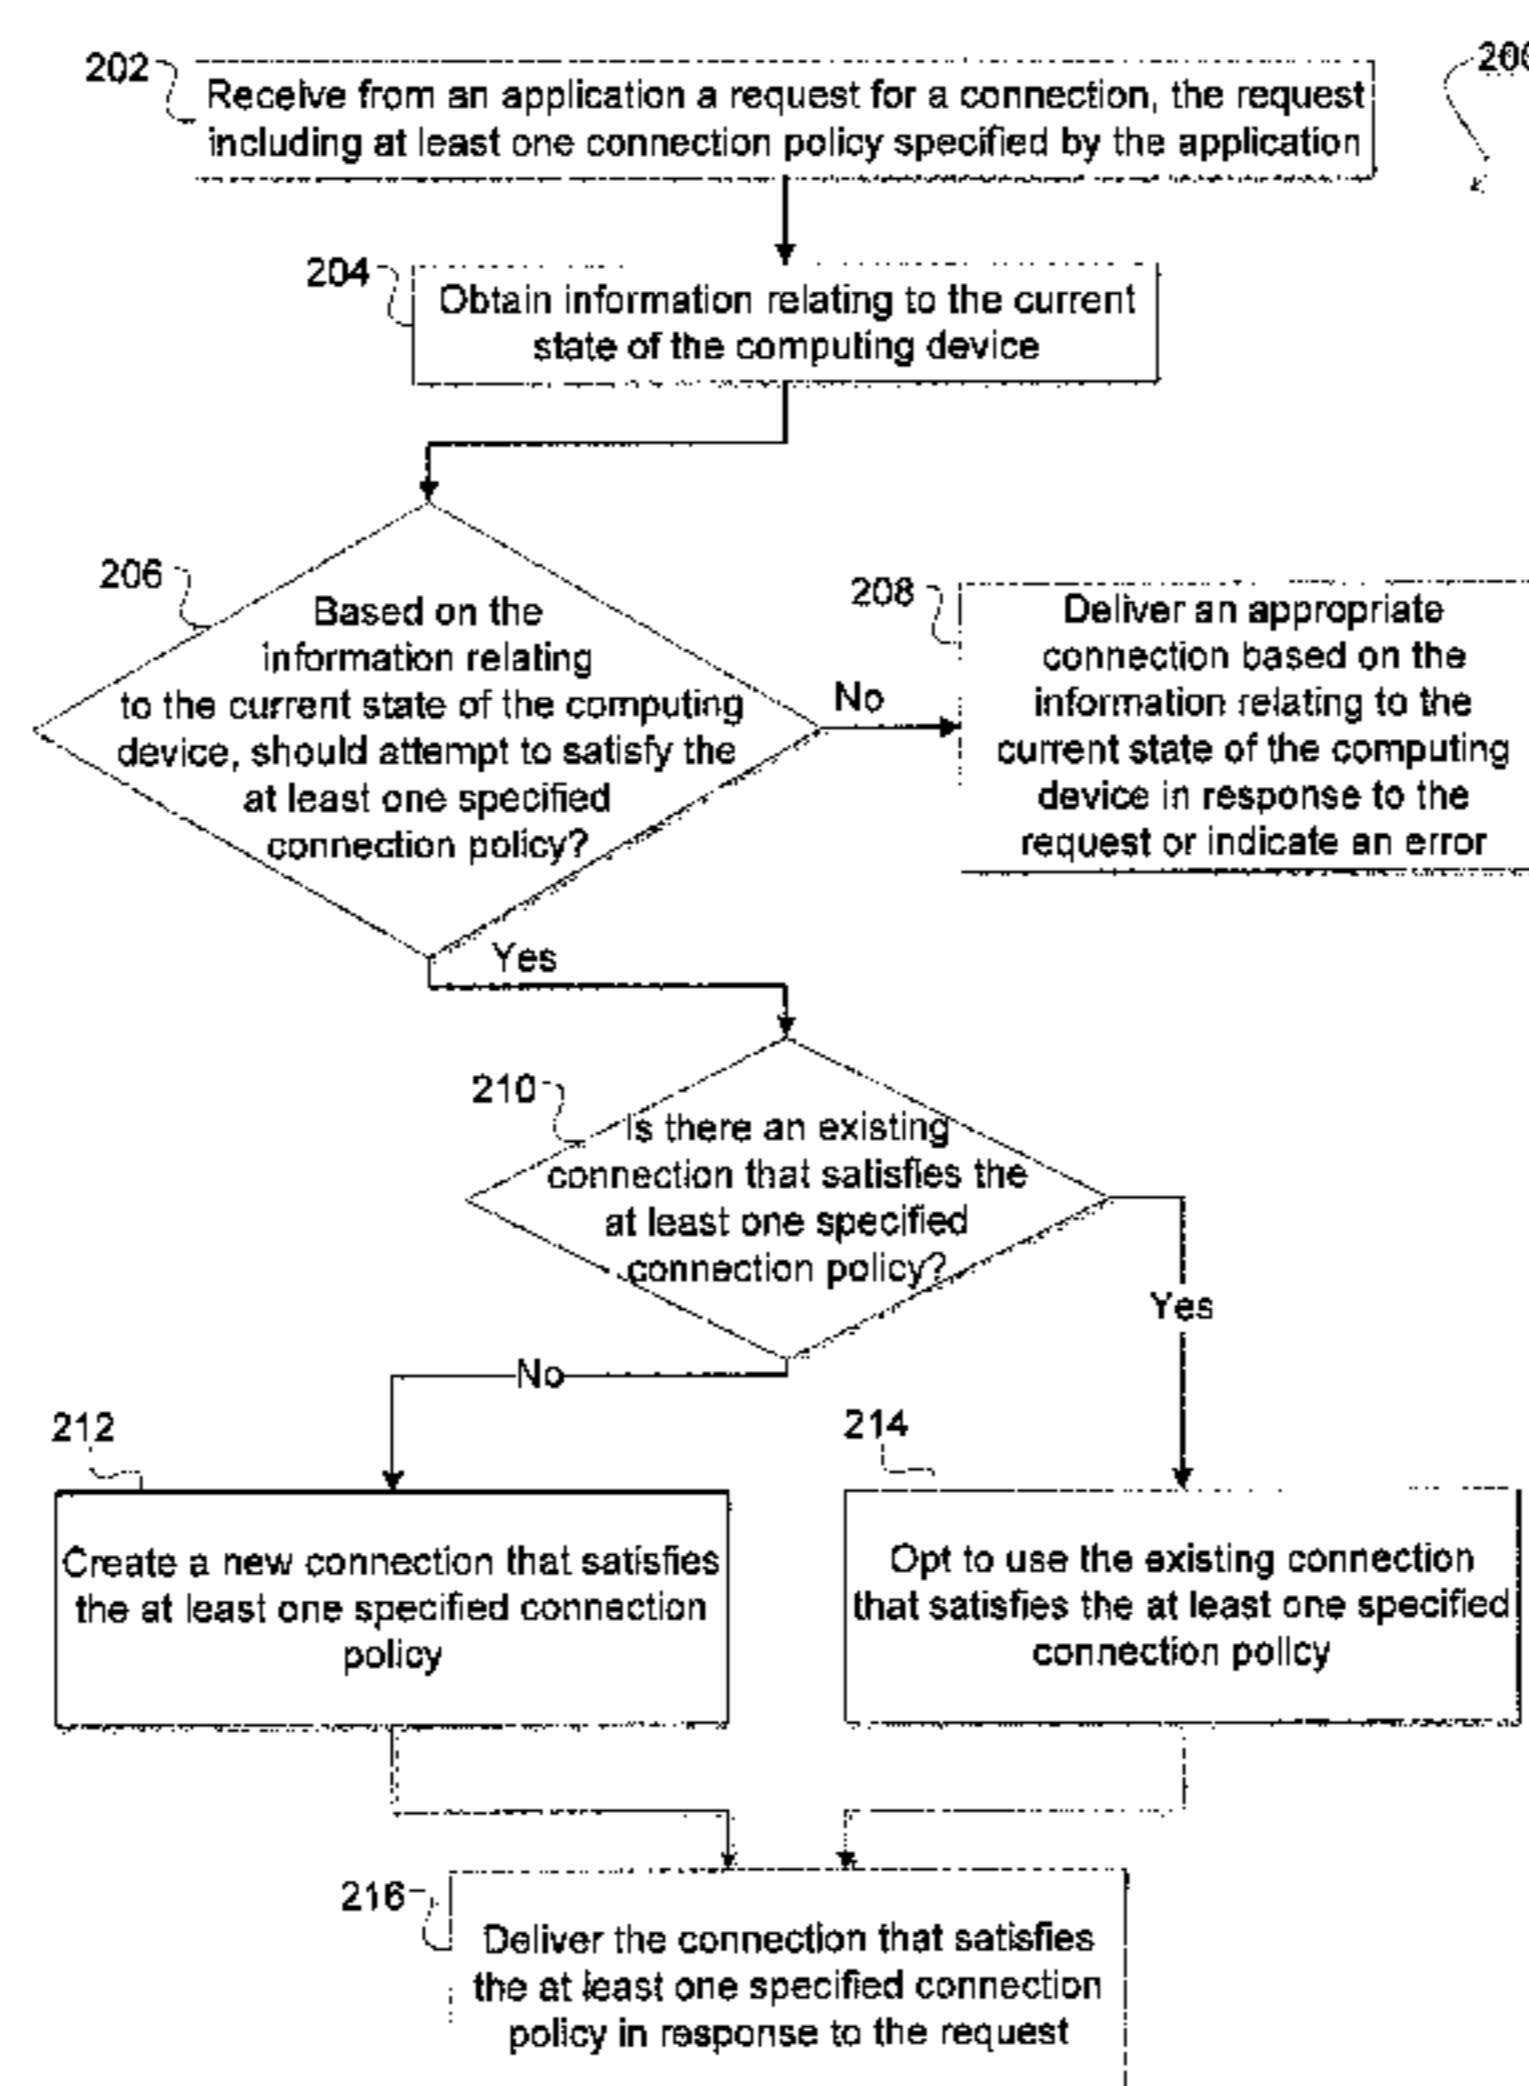 202
200
Receive from an application a request for a connection, the request
including at least one connection policy specified by the application
204
Obtain information relating to the current
state of the computing device
206
Based on the
information relating
to the current state of the computing
device, should attempt to satisfy the
at least one specified
connection policy?
No
208
Deliver an appropriate
connection based on the
information relating to the
current state of the computing
device in response to the
request or indicate an error
Yes
210
Is there an existing
connection that satisfies the
at least one specified
connection policy?
Yes
No
212
Create a new connection that satisfies
the at least one specified connection
policy
214
Opt to use the existing connection
that satisfies the at least one specified
connection policy
216
Deliver the connection that satisfies
the at least one specified connection
policy in response to the request